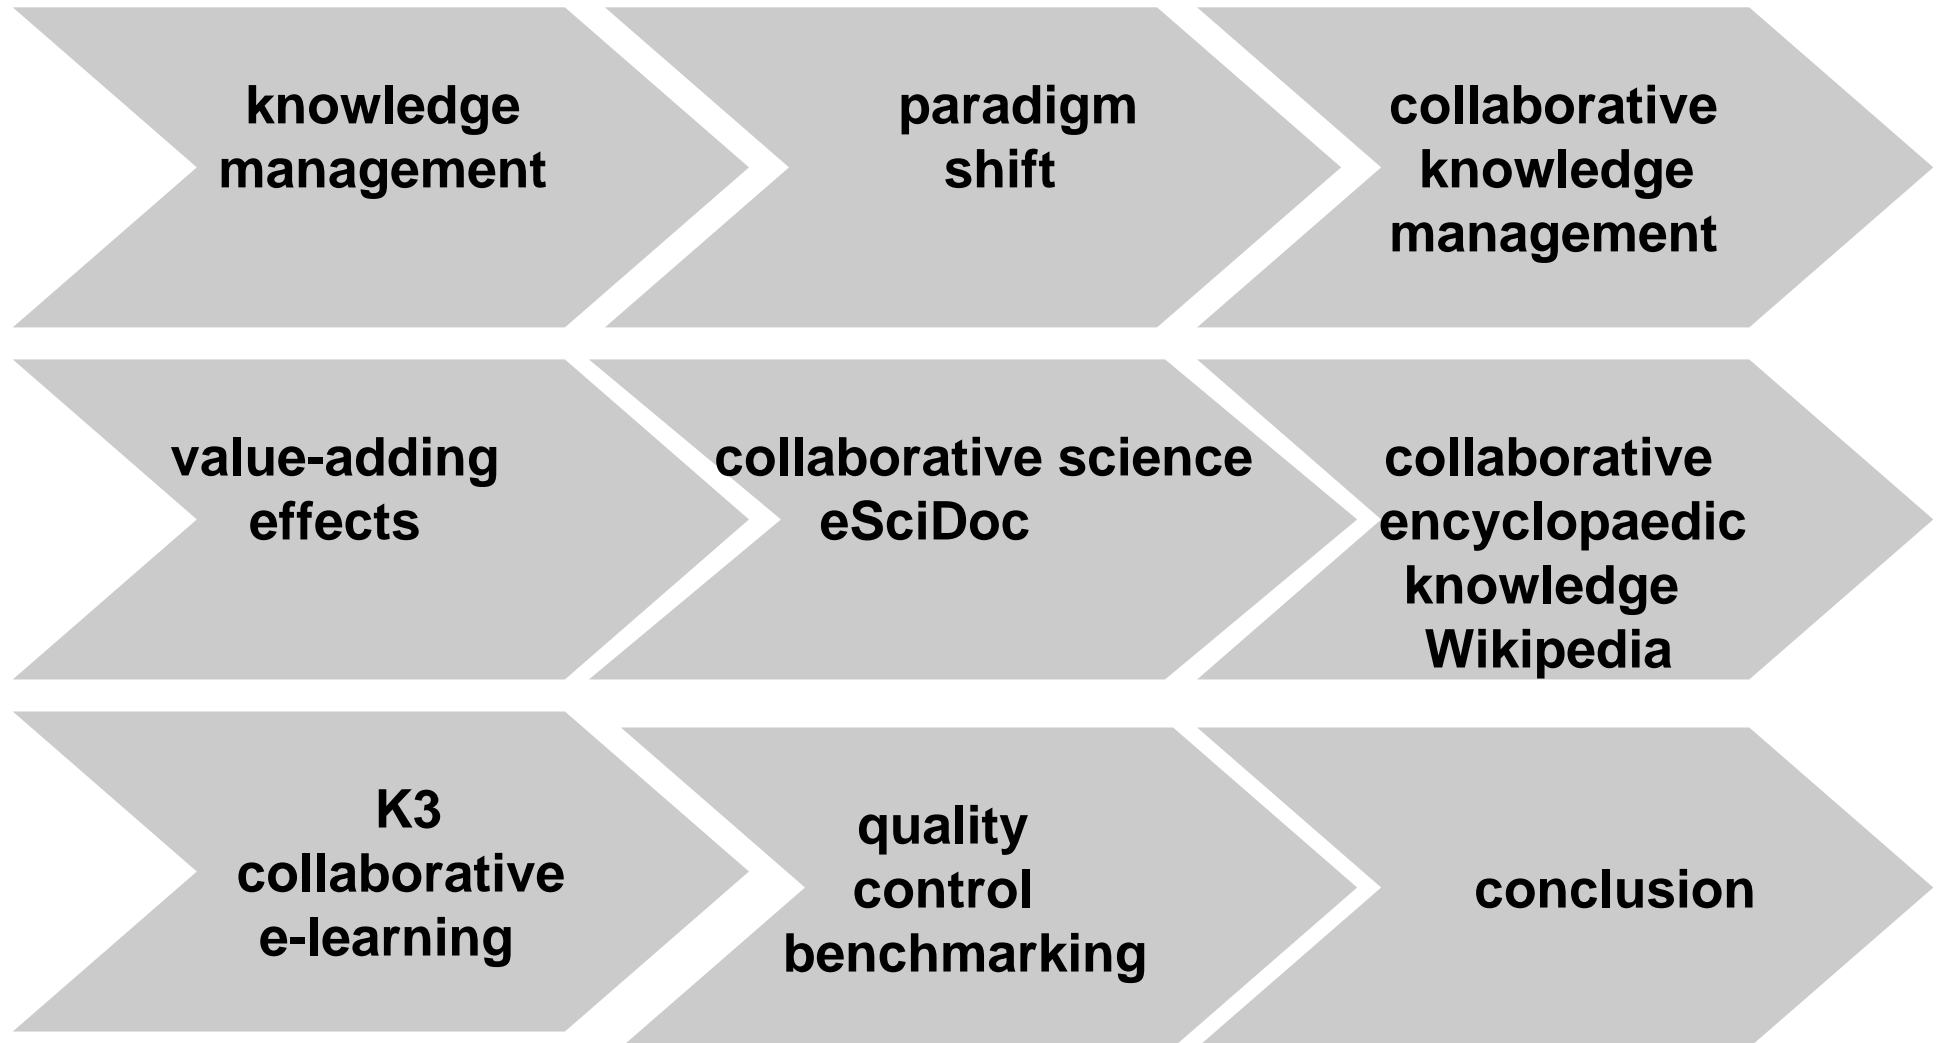 knowledge
management
paradigm
shift
collaborative
knowledge
management
value-adding
effects
collaborative science
eSciDoc
collaborative
encyclopaedic
knowledge
Wikipedia
K3
collaborative
e-learning
quality
control
benchmarking
conclusion